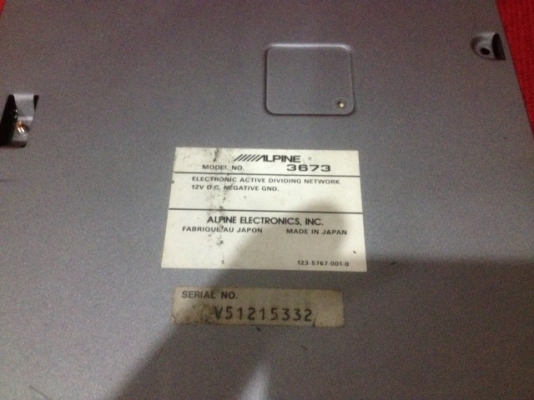 ALPINE
MODEL NO. 3673
ELECTRONIC ACTIVE DIVIDING NETWORK
12V D.C. NEGATIVE GND.
ALPINE ELECTRONICS, INC.
FABRIQUE AU JAPON MADE IN JAPAN
123-5767-001-B
SERIAL NO.
V51215332